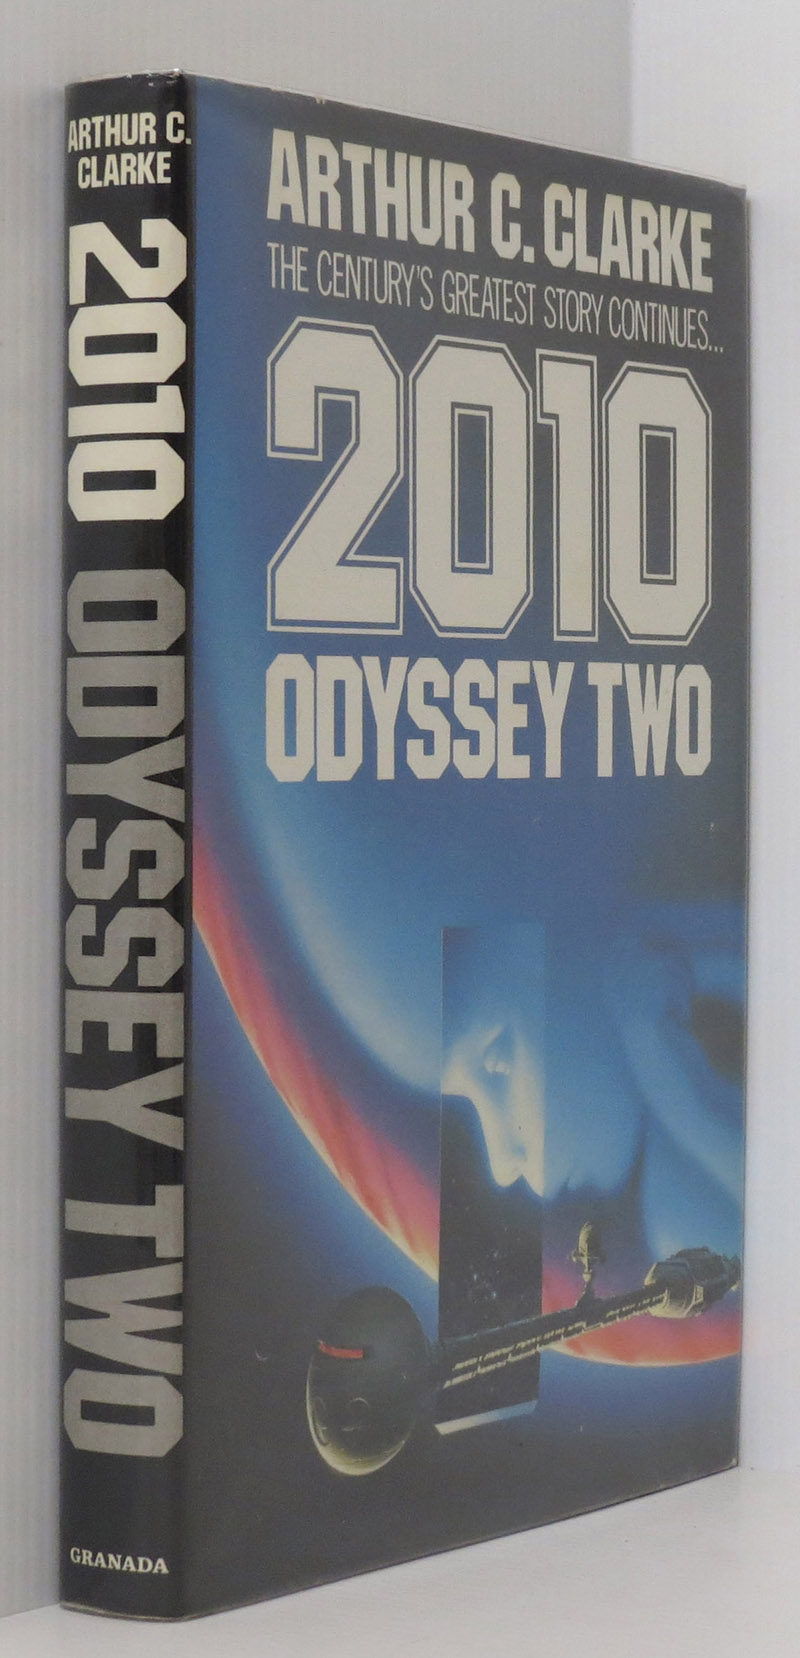 ARTHUR C.
CLARKE
2010 ODYSSEY TWO
GRANADA
ARTHUR C. CLARKE
THE CENTURY'S GREATEST STORY CONTINUES...
2010
ODYSSEY TWO